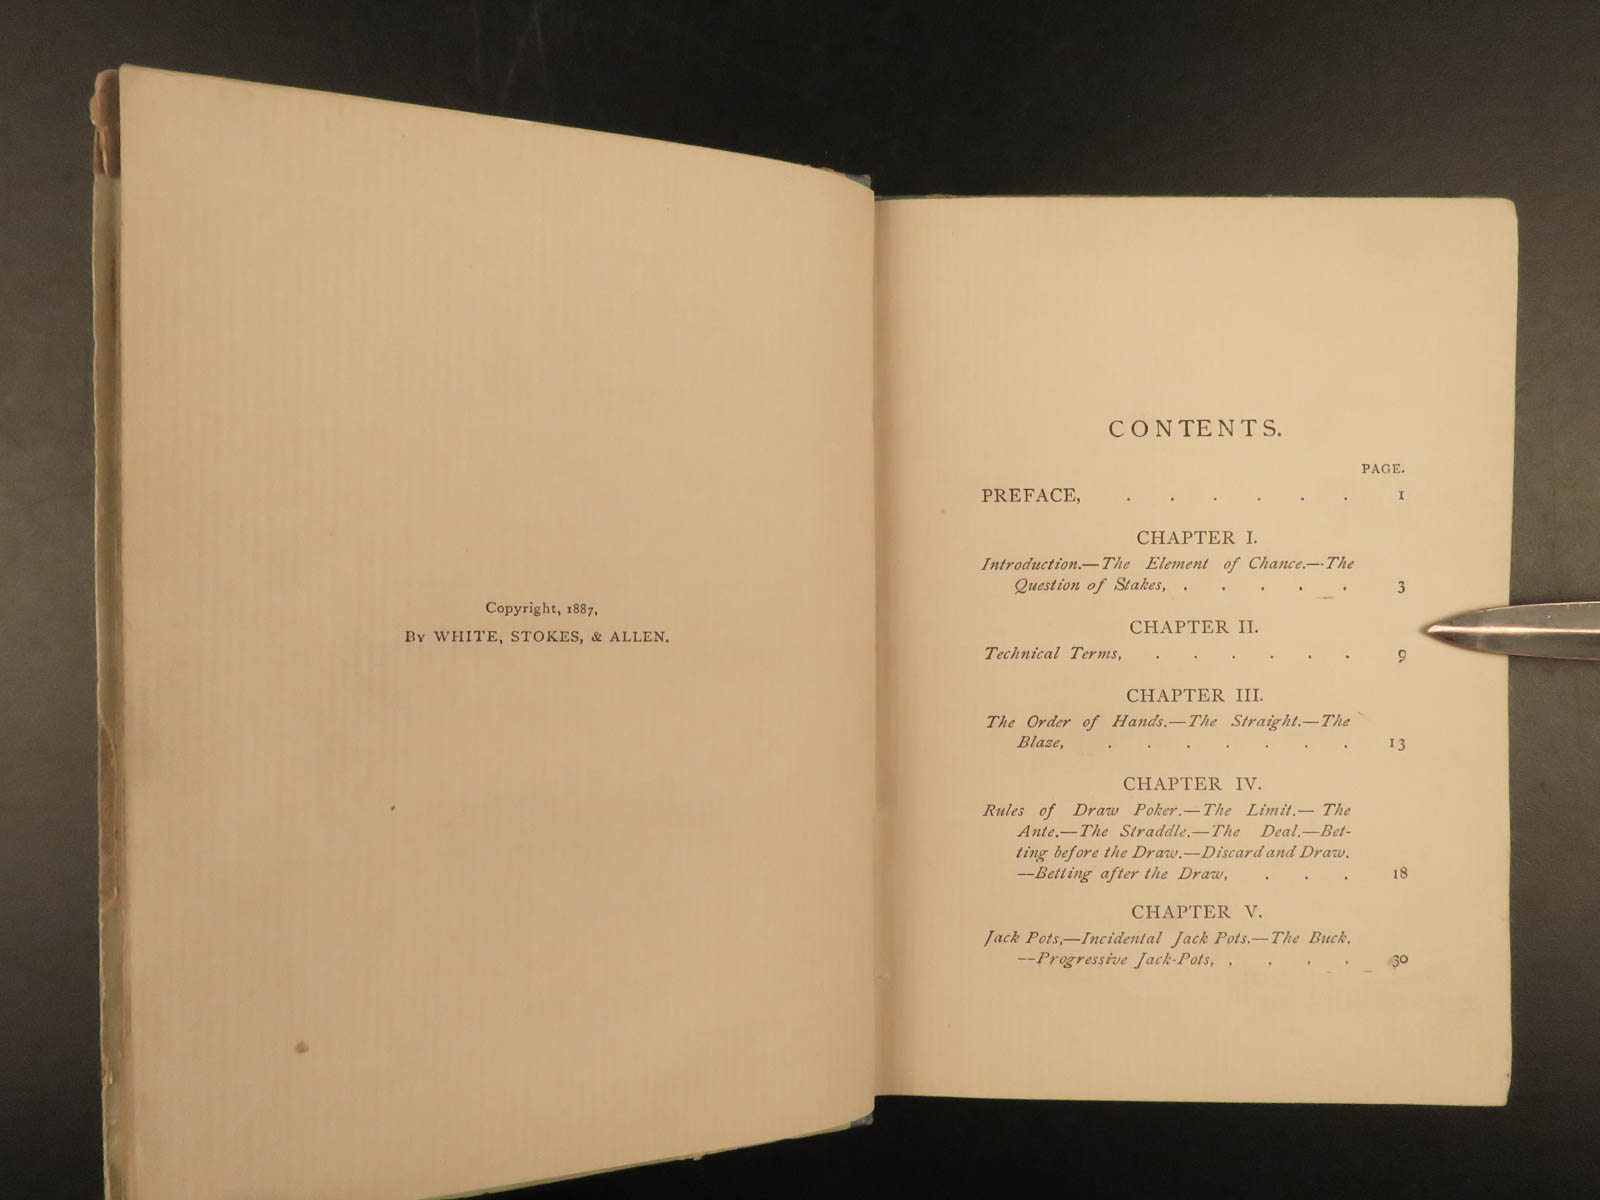 Copyright, 1887,
By WHITE, STOKES, & ALLEN.
CONTENTS.
PAGE.
PREFACE, . . . . . . 1
CHAPTER I.
Introduction.—The Element of Chance.—The
Question of Stakes, . . . . . 3
CHAPTER II.
Technical Terms, . . . . . . 9
CHAPTER III.
The Order of Hands.—The Straight.—The
Blaze, . . . . . . . 13
CHAPTER IV.
Rules of Draw Poker.—The Limit.—The
Ante.—The Straddle.—The Deal.—Bet-
ting before the Draw.—Discard and Draw.
—Betting after the Draw, . . . 18
CHAPTER V.
Jack Pots,—Incidental Jack Pots.—The Buck.
—Progressive Jack-Pots, . . . . 30